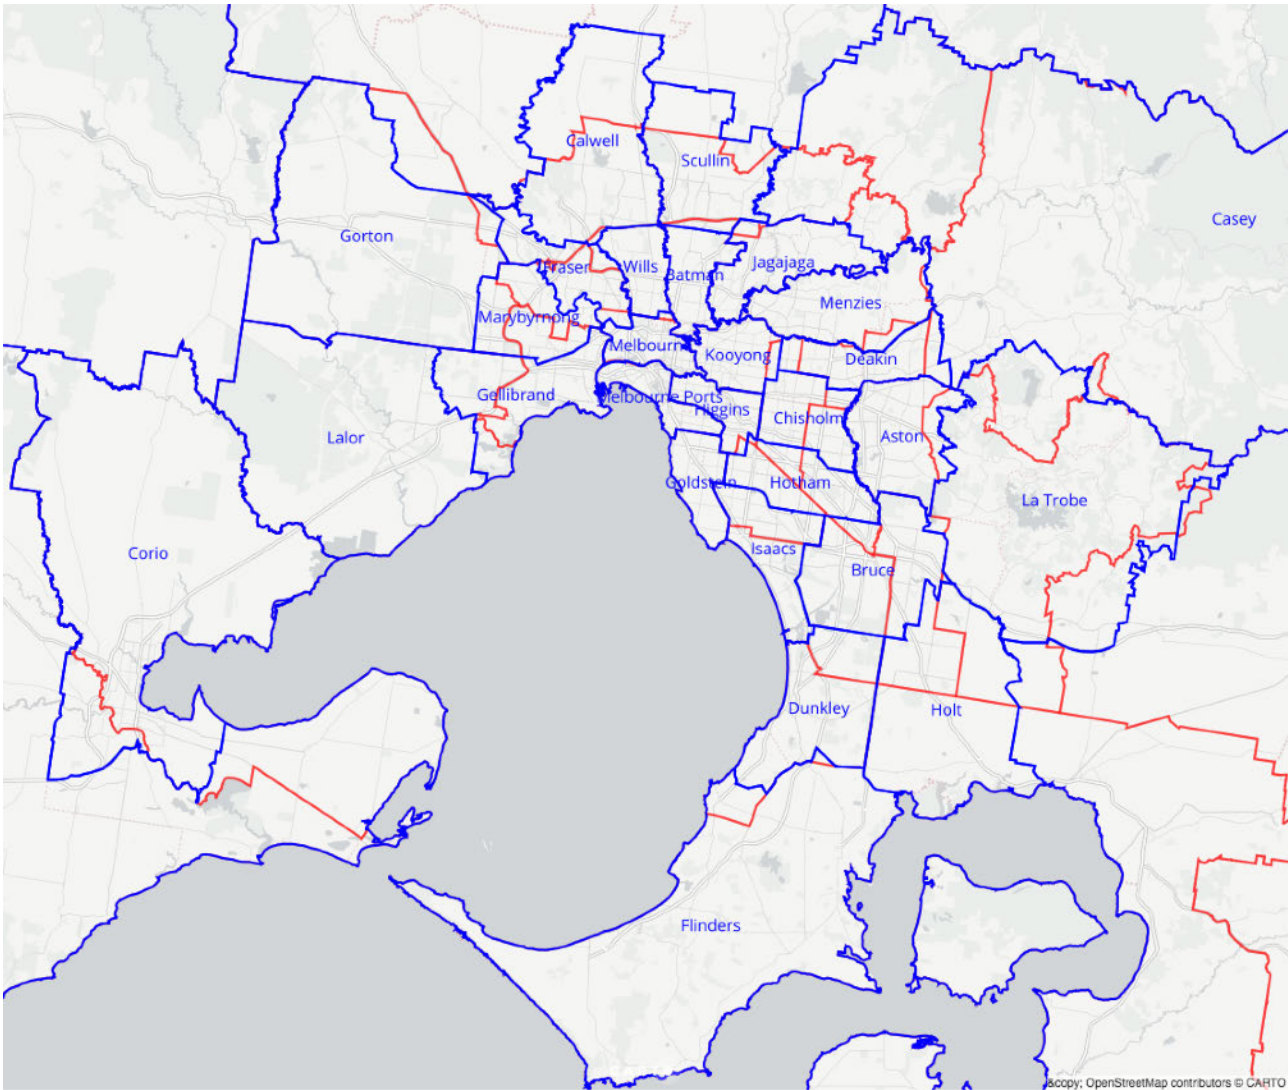 Calwell
Scullin
Casey
Gorton
Fraser
Wills
Batman
Jagajaga
Menzies
Marybyrnong
Melbourne
Kooyong
Deakin
Gellibrand
Melbourne Ports
Higgins
Chisholm
Lalor
Aston
Goldstein
Hotham
La Trobe
Corio
Isaacs
Bruce
Dunkley
Holt
Flinders
&copy; OpenStreetMap contributors © CARTO